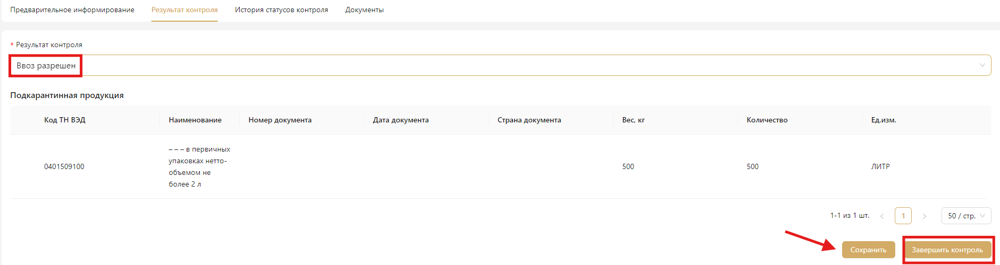 Предварительное информирование Результат контроля История статусов контроля Документы
* Результат контроля
Ввоз разрешен
Подкарантинная продукция
Код ТН ВЭД Наименование Номер документа Дата документа Страна документа Вес, кг Количество Ед.изм.
– – – в первичных
упаковках нетто-
0401509100 500 500 ЛИТР
объемом не
более 2 л
1-1 из 1 шт. < 1 > 50 / стр.
Сохранить Завершить контроль